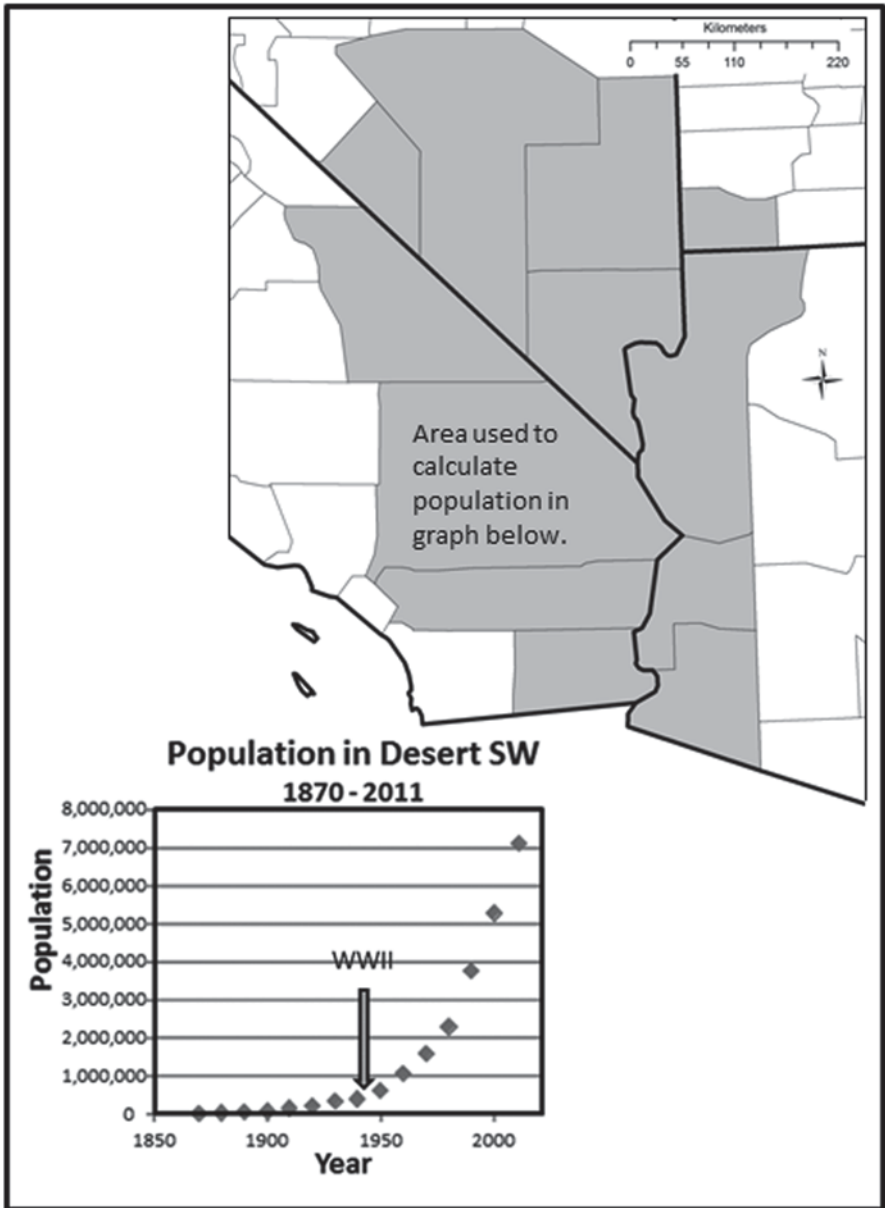 Kilometers
0 55 110 220
N
Area used to
calculate
population in
graph below.
Population in Desert SW
1870 - 2011
8,000,000
7,000,000
6,000,000
5,000,000
4,000,000
3,000,000
2,000,000
1,000,000
0
Population
WWII
1850 1900 1950 2000
Year